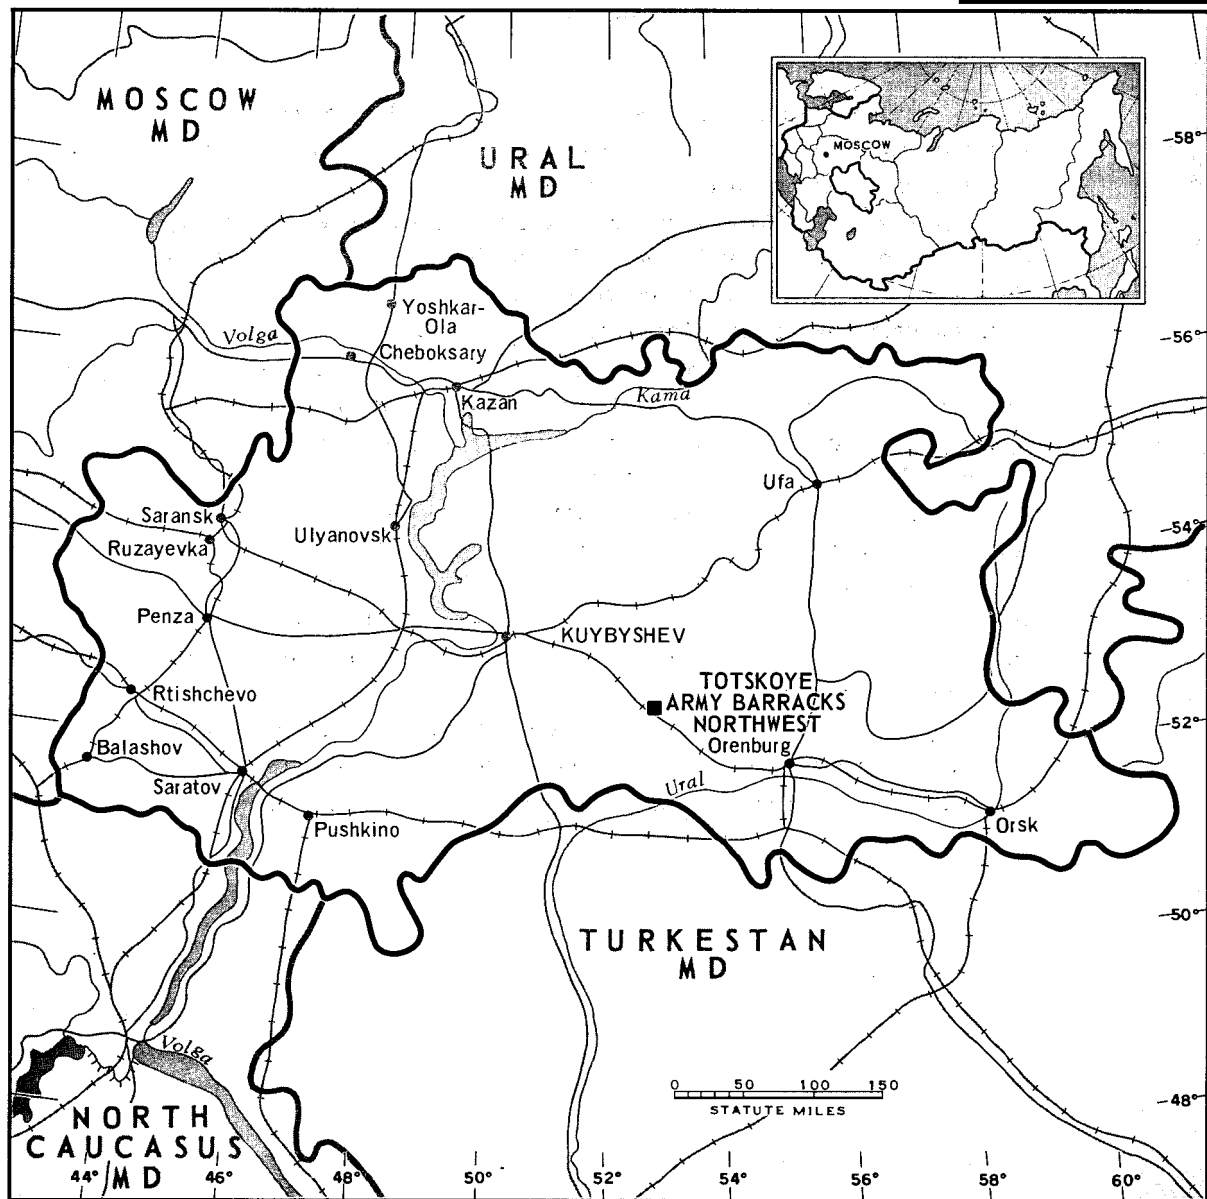 MOSCOW
MD
URAL
MD
MOSCOW
58°
Yoshkar-
Ola
Volga
Cheboksary
56°
Kazan
Kama
Ufa
Saransk
Ulyanovsk
54°
Ruzayevka
Penza
KUYBYSHEV
Rtishchevo
TOTSKOYE
ARMY BARRACKS
NORTHWEST
52°
Balashov
Orenburg
Saratov
Ural
Pushkino
Orsk
50°
TURKESTAN
MD
Volga
0 50 100 150
STATUTE MILES
48°
NORTH
CAUCASUS
MD
44° 46° 48° 50° 52° 54° 56° 58° 60°